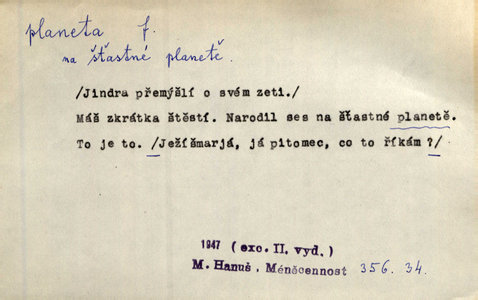 planeta f.
na šťastné planetě.
/Jindra přemýšlí o svém zeti./
Máš zkrátka štěstí. Narodil ses na šťastné planetě.
To je to. /Ježíšmarjá, já pitomec, co to říkám?/
1947 (exc. II. vyd.)
M. Hanuš, Méněcennost 356. 34.